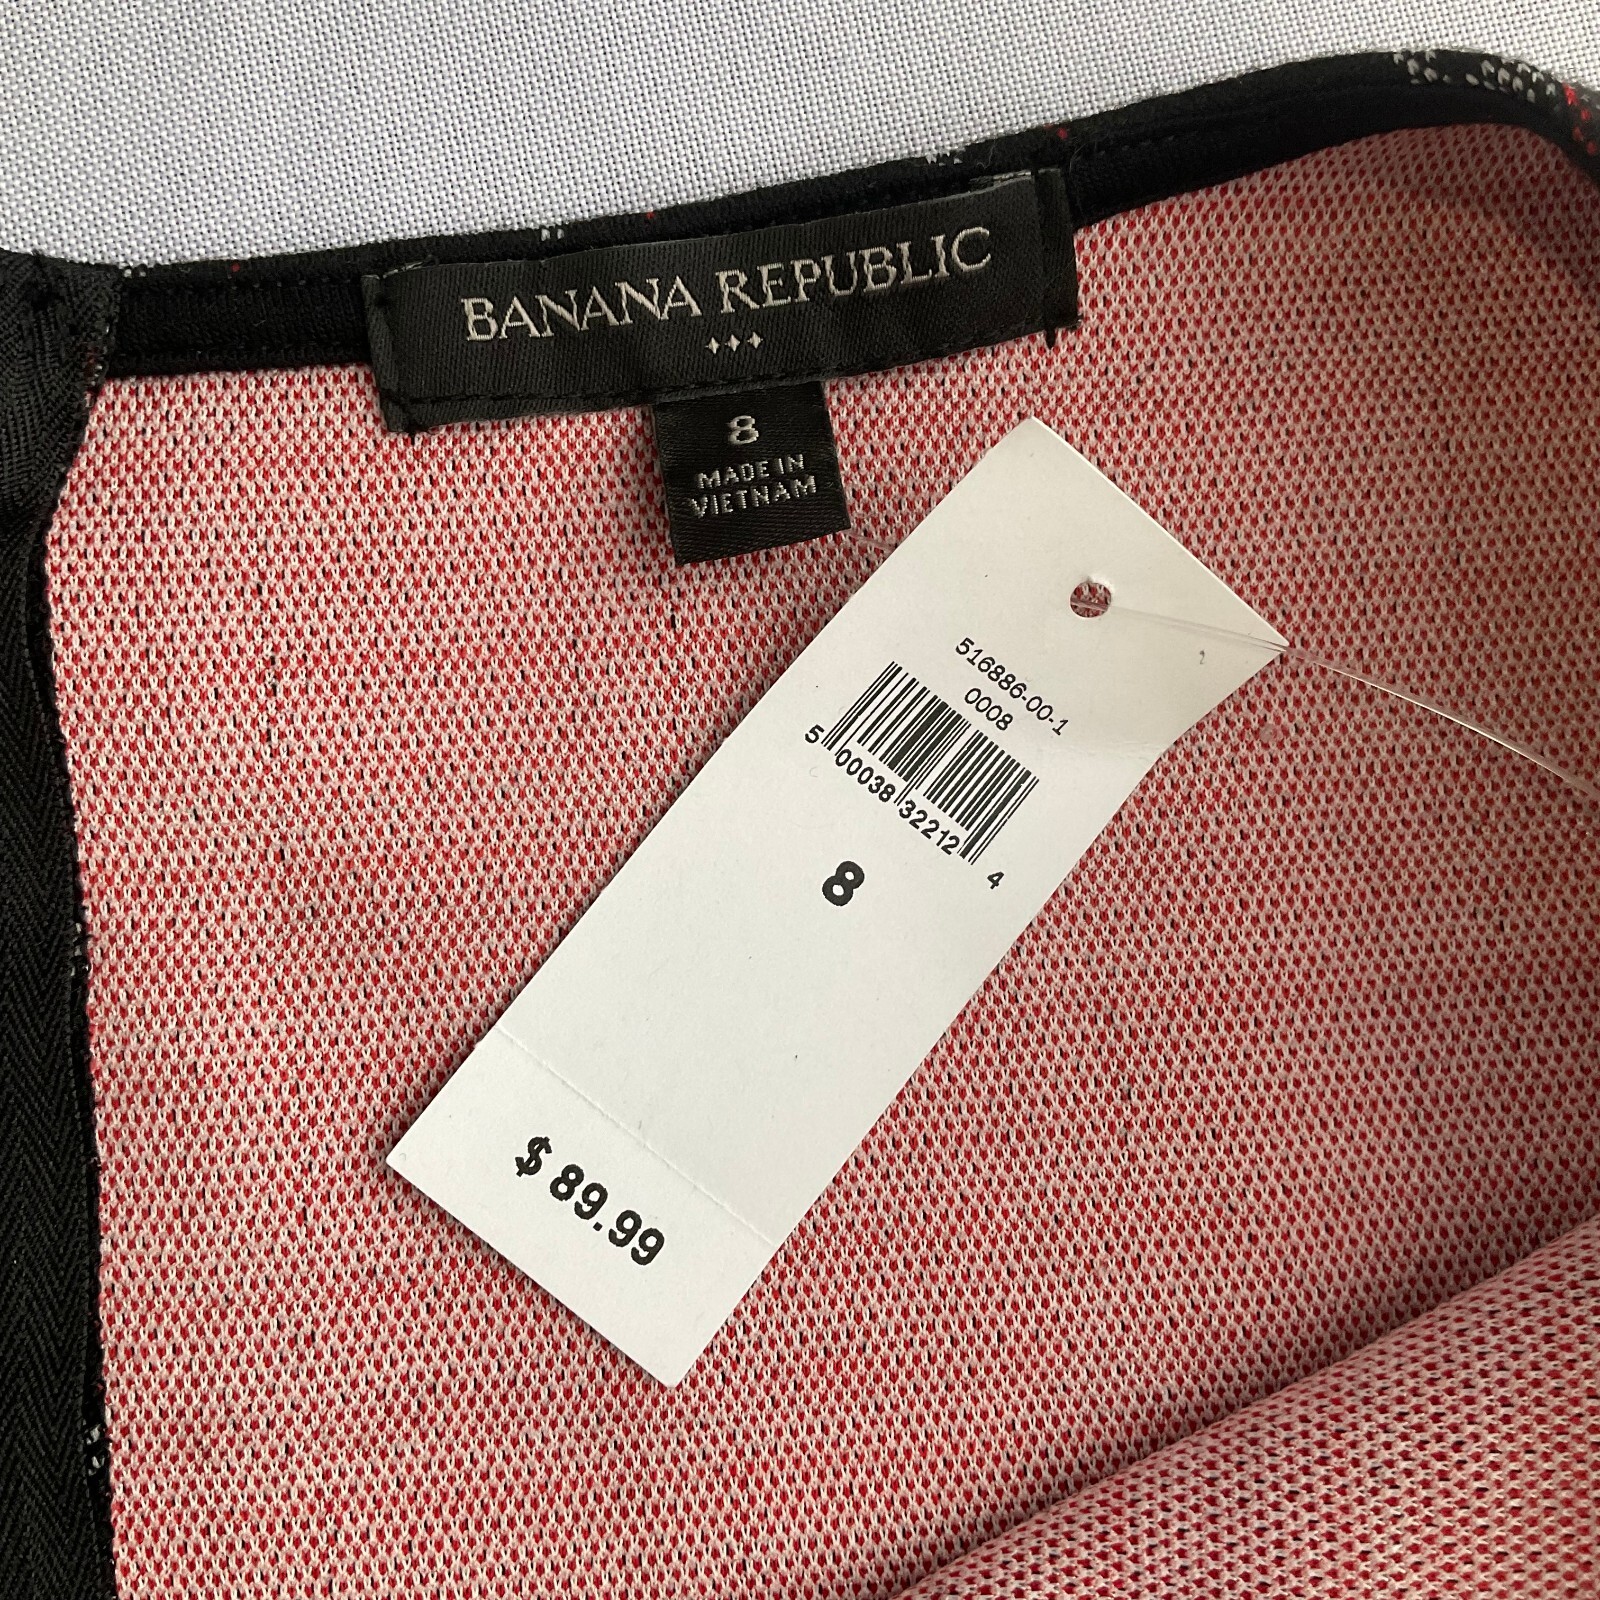 BANANA REPUBLIC
8
MADE IN
VIETNAM
516886-00-1
0008
5 00038 32212 4
8
$ 89.99